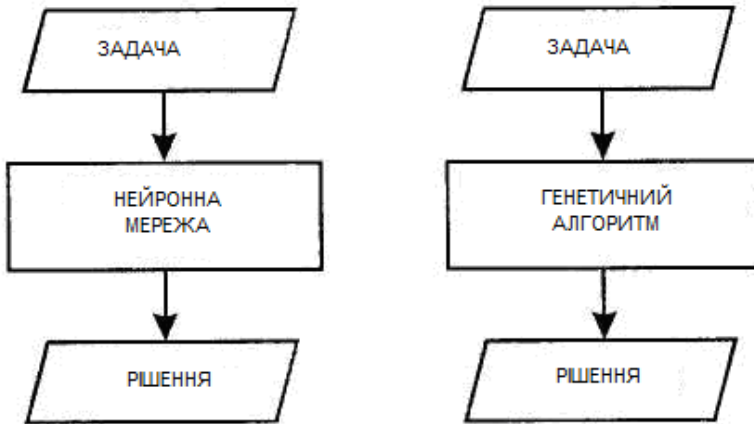 ЗАДАЧА
НЕЙРОННА
МЕРЕЖА
РІШЕННЯ
ЗАДАЧА
ГЕНЕТИЧНИЙ
АЛГОРИТМ
РІШЕННЯ